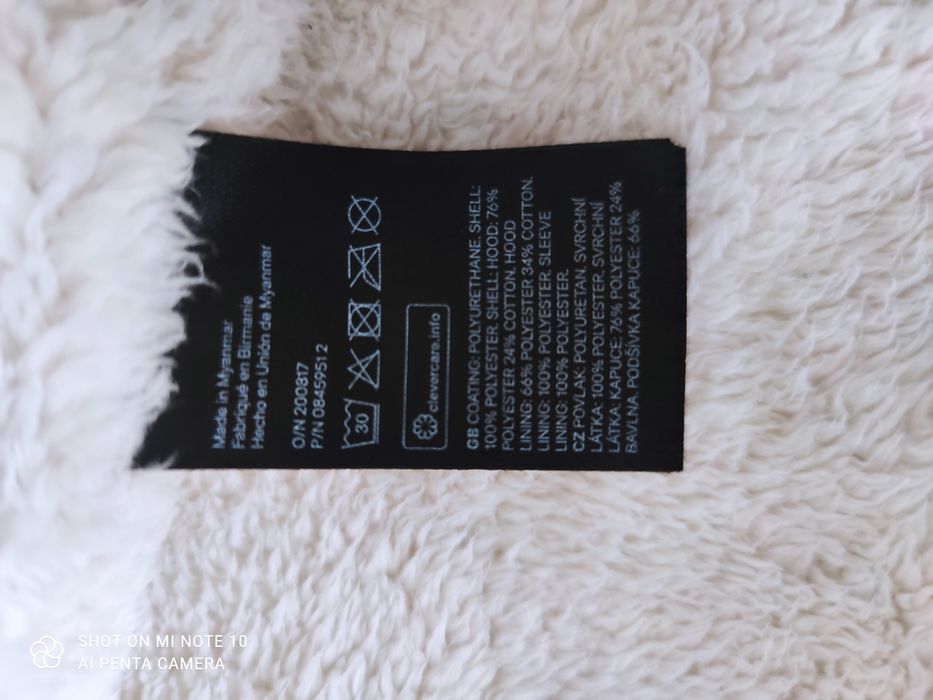 Made in Myanmar
Fabriqué en Birmanie
Hecho en Unión de Myanmar
O/N 200817
P/N 08459512
30
clevercare.info
GB COATING: POLYURETHANE. SHELL:
100% POLYESTER. SHELL HOOD: 76%
POLYESTER 24% COTTON. HOOD
LINING: 66% POLYESTER 34% COTTON.
LINING: 100% POLYESTER. SLEEVE
LINING: 100% POLYESTER.
CZ POVLAK: POLYURETAN. SVRCHNÍ
LÁTKA: 100% POLYESTER. SVRCHNÍ
LÁTKA KAPUCE: 76% POLYESTER 24%
BAVLNA. PODŠÍVKA KAPUCE: 66%
SHOT ON MI NOTE 10
AI PENTA CAMERA